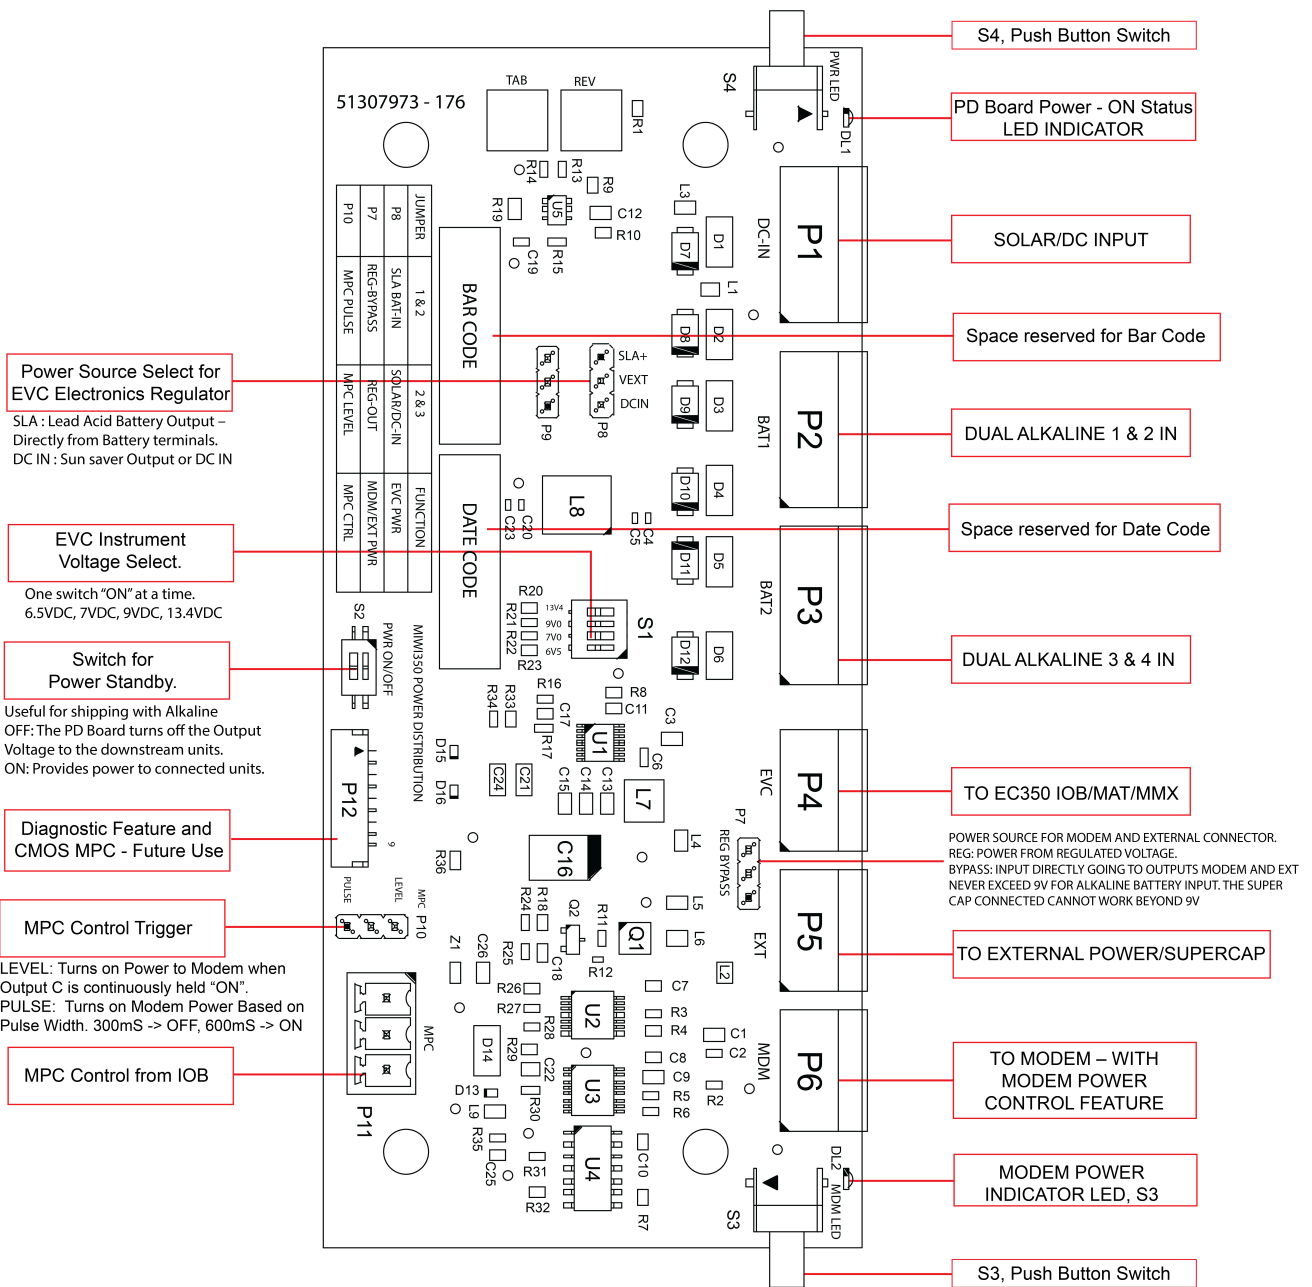 S4, Push Button Switch
PD Board Power - ON Status
LED INDICATOR
SOLAR/DC INPUT
Space reserved for Bar Code
DUAL ALKALINE 1 & 2 IN
Space reserved for Date Code
DUAL ALKALINE 3 & 4 IN
TO EC350 IOB/MAT/MMX
POWER SOURCE FOR MODEM AND EXTERNAL CONNECTOR.
REG: POWER FROM REGULATED VOLTAGE.
BYPASS: INPUT DIRECTLY GOING TO OUTPUTS MODEM AND EXT
NEVER EXCEED 9V FOR ALKALINE BATTERY INPUT. THE SUPER
CAP CONNECTED CANNOT WORK BEYOND 9V
TO EXTERNAL POWER/SUPERCAP
TO MODEM – WITH
MODEM POWER
CONTROL FEATURE
MODEM POWER
INDICATOR LED, S3
S3, Push Button Switch
Power Source Select for
EVC Electronics Regulator
SLA : Lead Acid Battery Output –
Directly from Battery terminals.
DC IN : Sun saver Output or DC IN
EVC Instrument
Voltage Select.
One switch "ON" at a time.
6.5VDC, 7VDC, 9VDC, 13.4VDC
Switch for
Power Standby.
Useful for shipping with Alkaline
OFF: The PD Board turns off the Output
Voltage to the downstream units.
ON: Provides power to connected units.
Diagnostic Feature and
CMOS MPC - Future Use
MPC Control Trigger
LEVEL: Turns on Power to Modem when
Output C is continuously held "ON".
PULSE: Turns on Modem Power Based on
Pulse Width. 300mS -> OFF, 600mS -> ON
MPC Control from IOB
51307973 - 176
TAB
REV
R1
S4
PWR LED
DL1
R14
R13
R9
R19
U5
C12
R10
C19
R15
L3
D7
D1
DC-IN
P1
L1
JUMPER
1 & 2
2 & 3
FUNCTION
P8
SLA BAT-IN
SOLAR/DC-IN
EVC PWR
P7
REG-BYPASS
REG-OUT
MDM/EXT PWR
P10
MPC PULSE
MPC LEVEL
MPC CTRL
BAR CODE
D8
D2
SLA+
VEXT
DCIN
P9
P8
D9
D3
BAT1
P2
DATE CODE
L8
C23
C20
C5
C4
D10
D4
D11
D5
BAT2
P3
R20
R21
R22
R23
13V4
9V0
7V0
6V5
S1
D12
D6
S2
PWR ON/OFF
MIWI350 POWER DISTRIBUTION
R16
R34
R33
C17
R17
R8
C11
U1
C3
C6
D15
D16
C24
C21
C15
C14
C13
L7
P12
9
R36
C16
L4
P7
REG BYPASS
EVC
P4
PULSE
LEVEL
MPC
P10
R24
R18
Q2
R11
Q1
L5
L6
EXT
P5
Z1
C26
R25
C18
R12
L2
R26
R27
R28
U2
C7
R3
R4
C1
C2
MPC
P11
D14
R29
C22
C8
C9
R5
R6
R2
MDM
P6
D13
L9
R30
U3
R35
C25
R31
R32
U4
C10
R7
DL2
MDM LED
S3